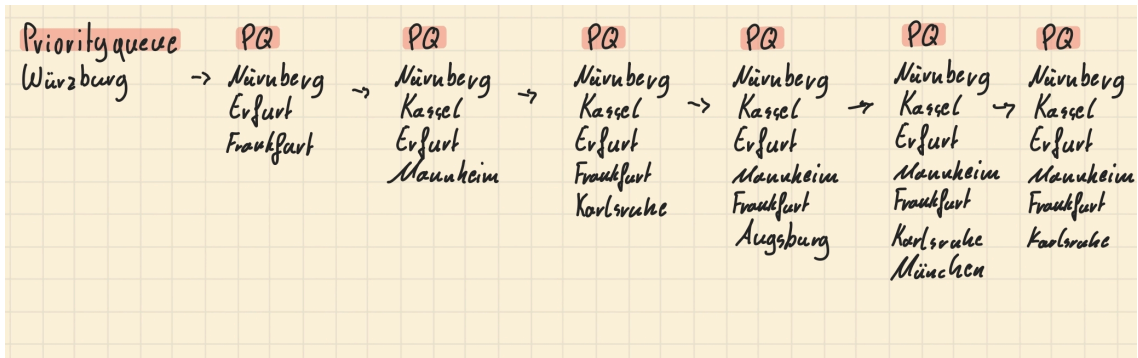 Priorityqueue
Würzburg
->
PQ
Nürnberg
Erfurt
Frankfurt
->
PQ
Nürnberg
Kassel
Erfurt
Mannheim
->
PQ
Nürnberg
Kassel
Erfurt
Frankfurt
Karlsruhe
->
PQ
Nürnberg
Kassel
Erfurt
Mannheim
Frankfurt
Augsburg
->
PQ
Nürnberg
Kassel
Erfurt
Mannheim
Frankfurt
Karlsruhe
München
->
PQ
Nürnberg
Kassel
Erfurt
Mannheim
Frankfurt
Karlsruhe